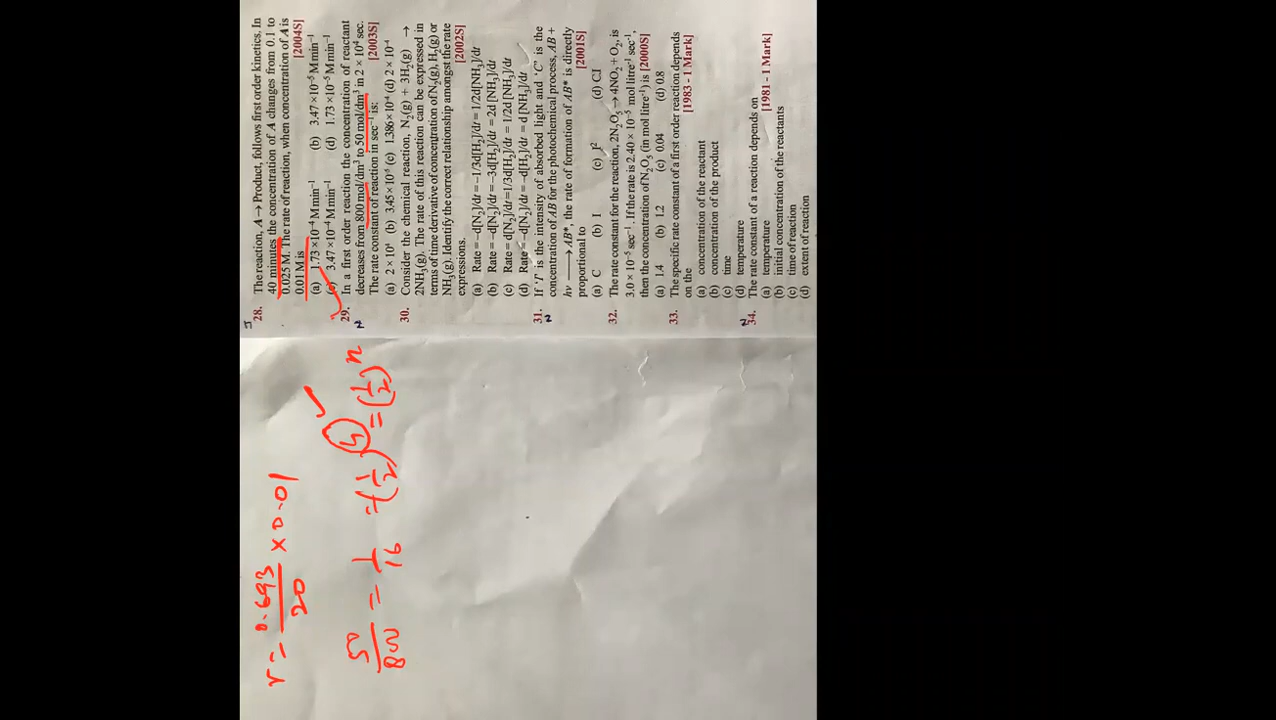 28. The reaction, A → Product, follows first order kinetics. In
40 minutes the concentration of A changes from 0.1 to
0.025 M. The rate of reaction, when concentration of A is
0.01 M is [2004S]
(a) 1.73 ×10⁻⁴ M min⁻¹ (b) 3.47 ×10⁻⁵ M min⁻¹
(c) 3.47 ×10⁻⁴ M min⁻¹ (d) 1.73 ×10⁻⁵ M min⁻¹
29. In a first order reaction the concentration of reactant
decreases from 800 mol/dm³ to 50 mol/dm³ in 2 × 10⁴ sec.
The rate constant of reaction in sec⁻¹ is: [2003S]
(a) 2 × 10⁴ (b) 3.45×10⁻⁵ (c) 1.386 ×10⁻⁴ (d) 2 × 10⁻⁴
30. Consider the chemical reaction, N₂(g) + 3H₂(g) →
2NH₃(g). The rate of this reaction can be expressed in
terms of time derivative of concentration of N₂(g), H₂(g) or
NH₃(g). Identify the correct relationship amongst the rate
expressions. [2002S]
(a) Rate = –d[N₂]/dt = –1/3d[H₂]/dt = 1/2d[NH₃]/dt
(b) Rate = –d[N₂]/dt = –3d[H₂]/dt = 2d [NH₃]/dt
(c) Rate = d[N₂]/dt =1/3d[H₂]/dt = 1/2d [NH₃]/dt
(d) Rate = –d[N₂]/dt = –d[H₂]/dt = d [NH₃]/dt
31. If 'I' is the intensity of absorbed light and 'C' is the
concentration of AB for the photochemical process, AB +
hv → AB*, the rate of formation of AB* is directly
proportional to [2001S]
(a) C (b) I (c) I² (d) C.I
32. The rate constant for the reaction, 2N₂O₅ → 4NO₂ + O₂, is
3.0 × 10⁻⁵ sec⁻¹. If the rate is 2.40 × 10⁻⁵ mol litre⁻¹ sec⁻¹,
then the concentration of N₂O₅ (in mol litre⁻¹) is [2000S]
(a) 1.4 (b) 1.2 (c) 0.04 (d) 0.8
33. The specific rate constant of a first order reaction depends
on the [1983 - 1 Mark]
(a) concentration of the reactant
(b) concentration of the product
(c) time
(d) temperature
34. The rate constant of a reaction depends on
(a) temperature [1981 - 1 Mark]
(b) initial concentration of the reactants
(c) time of reaction
(d) extent of reaction
r = 0.693/20 × 0.01
50/800 = 1/16 = (1/2)⁴ = (1/2)ⁿ